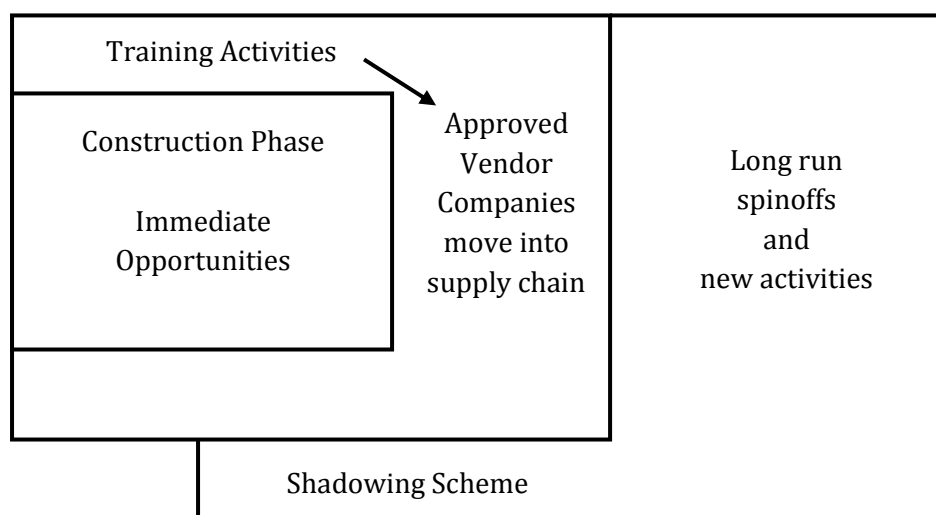 Training Activities
Construction Phase
Immediate
Opportunities
Approved
Vendor
Companies
move into
supply chain
Long run
spinoffs
and
new activities
Shadowing Scheme